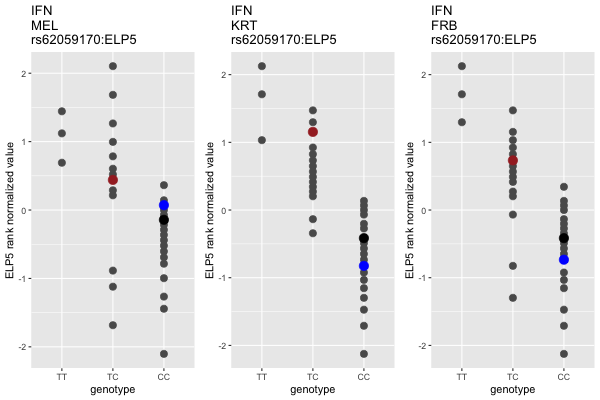 IFN
MEL
rs62059170:ELP5
ELP5 rank normalized value
2
1
0
-1
-2
TT
TC
CC
genotype
IFN
KRT
rs62059170:ELP5
ELP5 rank normalized value
2
1
0
-1
-2
TT
TC
CC
genotype
IFN
FRB
rs62059170:ELP5
ELP5 rank normalized value
2
1
0
-1
-2
TT
TC
CC
genotype